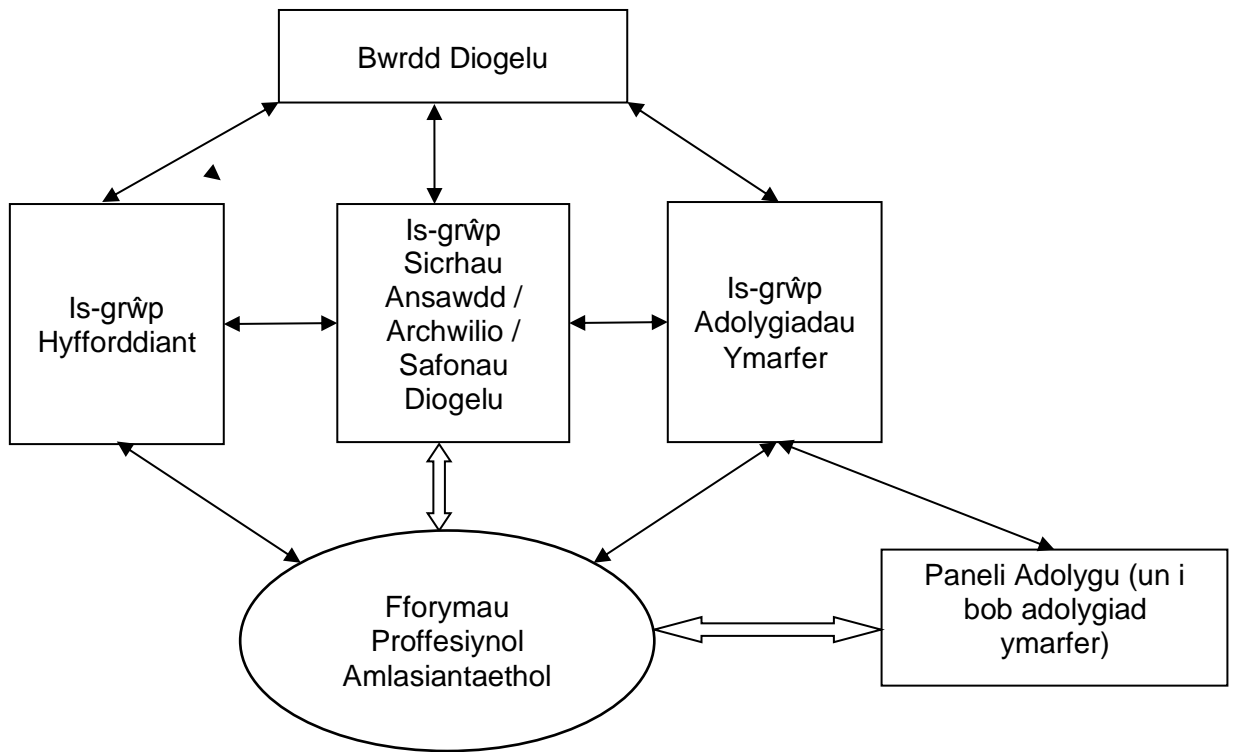 Bwrdd Diogelu
Is-grŵp
Hyfforddiant
Is-grŵp
Sicrhau
Ansawdd /
Archwilio /
Safonau
Diogelu
Is-grŵp
Adolygiadau
Ymarfer
Fforymau
Proffesiynol
Amlasiantaethol
Paneli Adolygu (un i
bob adolygiad
ymarfer)